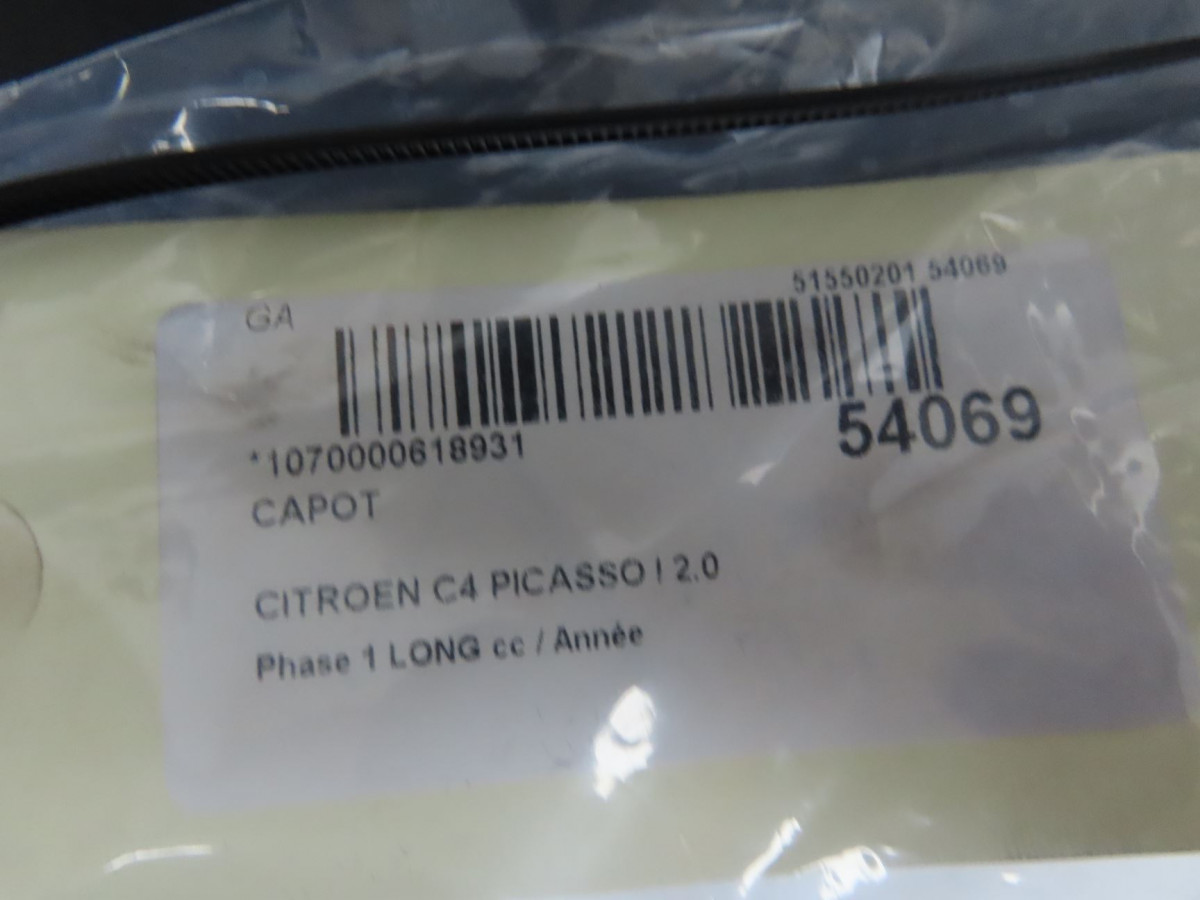 GA
51550201 54069
54069
*1070000618931
CAPOT
CITROEN C4 PICASSO I 2.0
Phase 1 LONG cc / Année